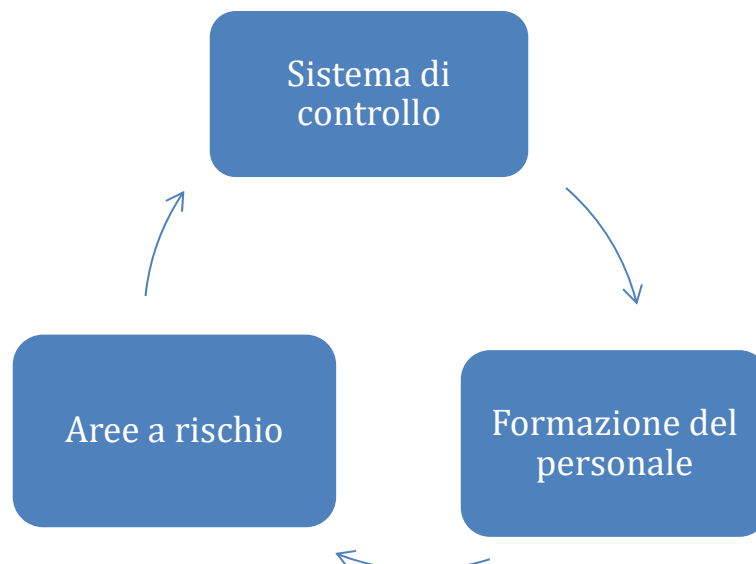 Sistema di
controllo
Aree a rischio
Formazione del
personale